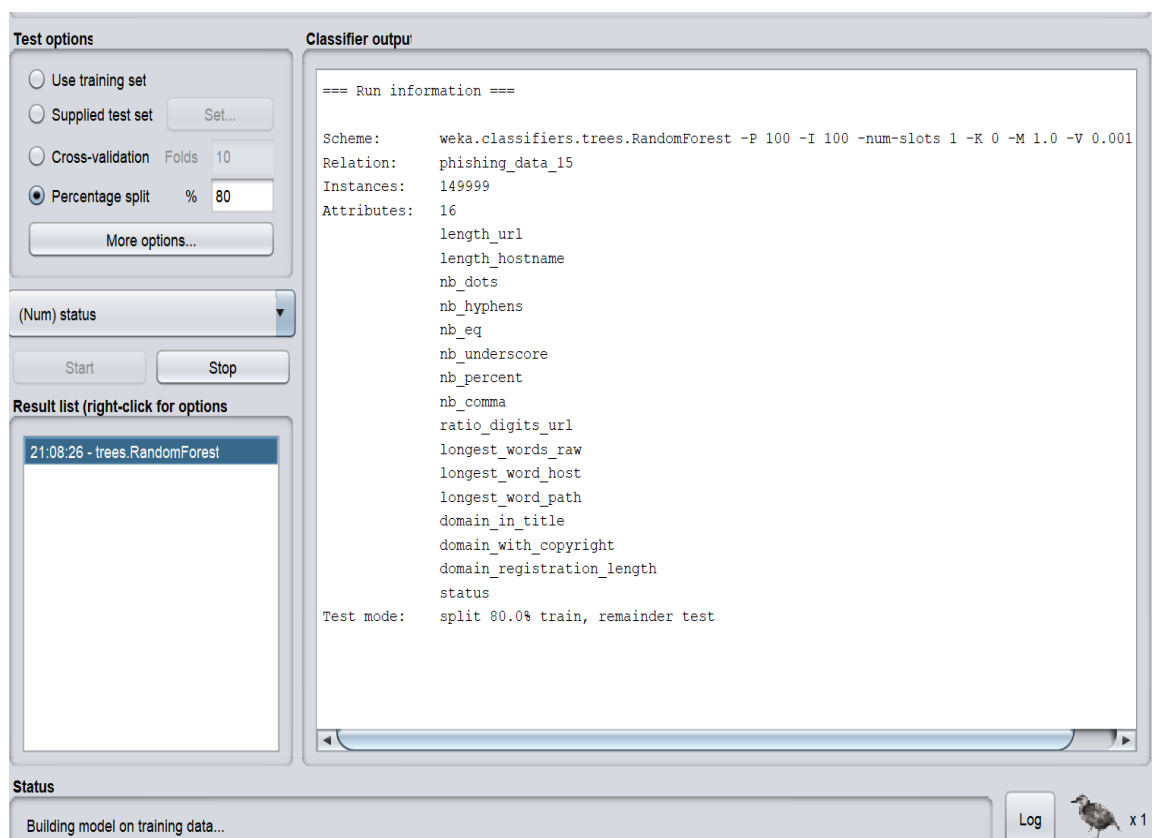 Test options
Use training set
Supplied test set Set...
Cross-validation Folds 10
Percentage split % 80
More options...
(Num) status
Start Stop
Result list (right-click for options
21:08:26 - trees.RandomForest
Classifier output
=== Run information ===
Scheme: weka.classifiers.trees.RandomForest -P 100 -I 100 -num-slots 1 -K 0 -M 1.0 -V 0.001
Relation: phishing_data_15
Instances: 149999
Attributes: 16
length_url
length_hostname
nb_dots
nb_hyphens
nb_eq
nb_underscore
nb_percent
nb_comma
ratio_digits_url
longest_words_raw
longest_word_host
longest_word_path
domain_in_title
domain_with_copyright
domain_registration_length
status
Test mode: split 80.0% train, remainder test
Status
Building model on training data...
Log x 1